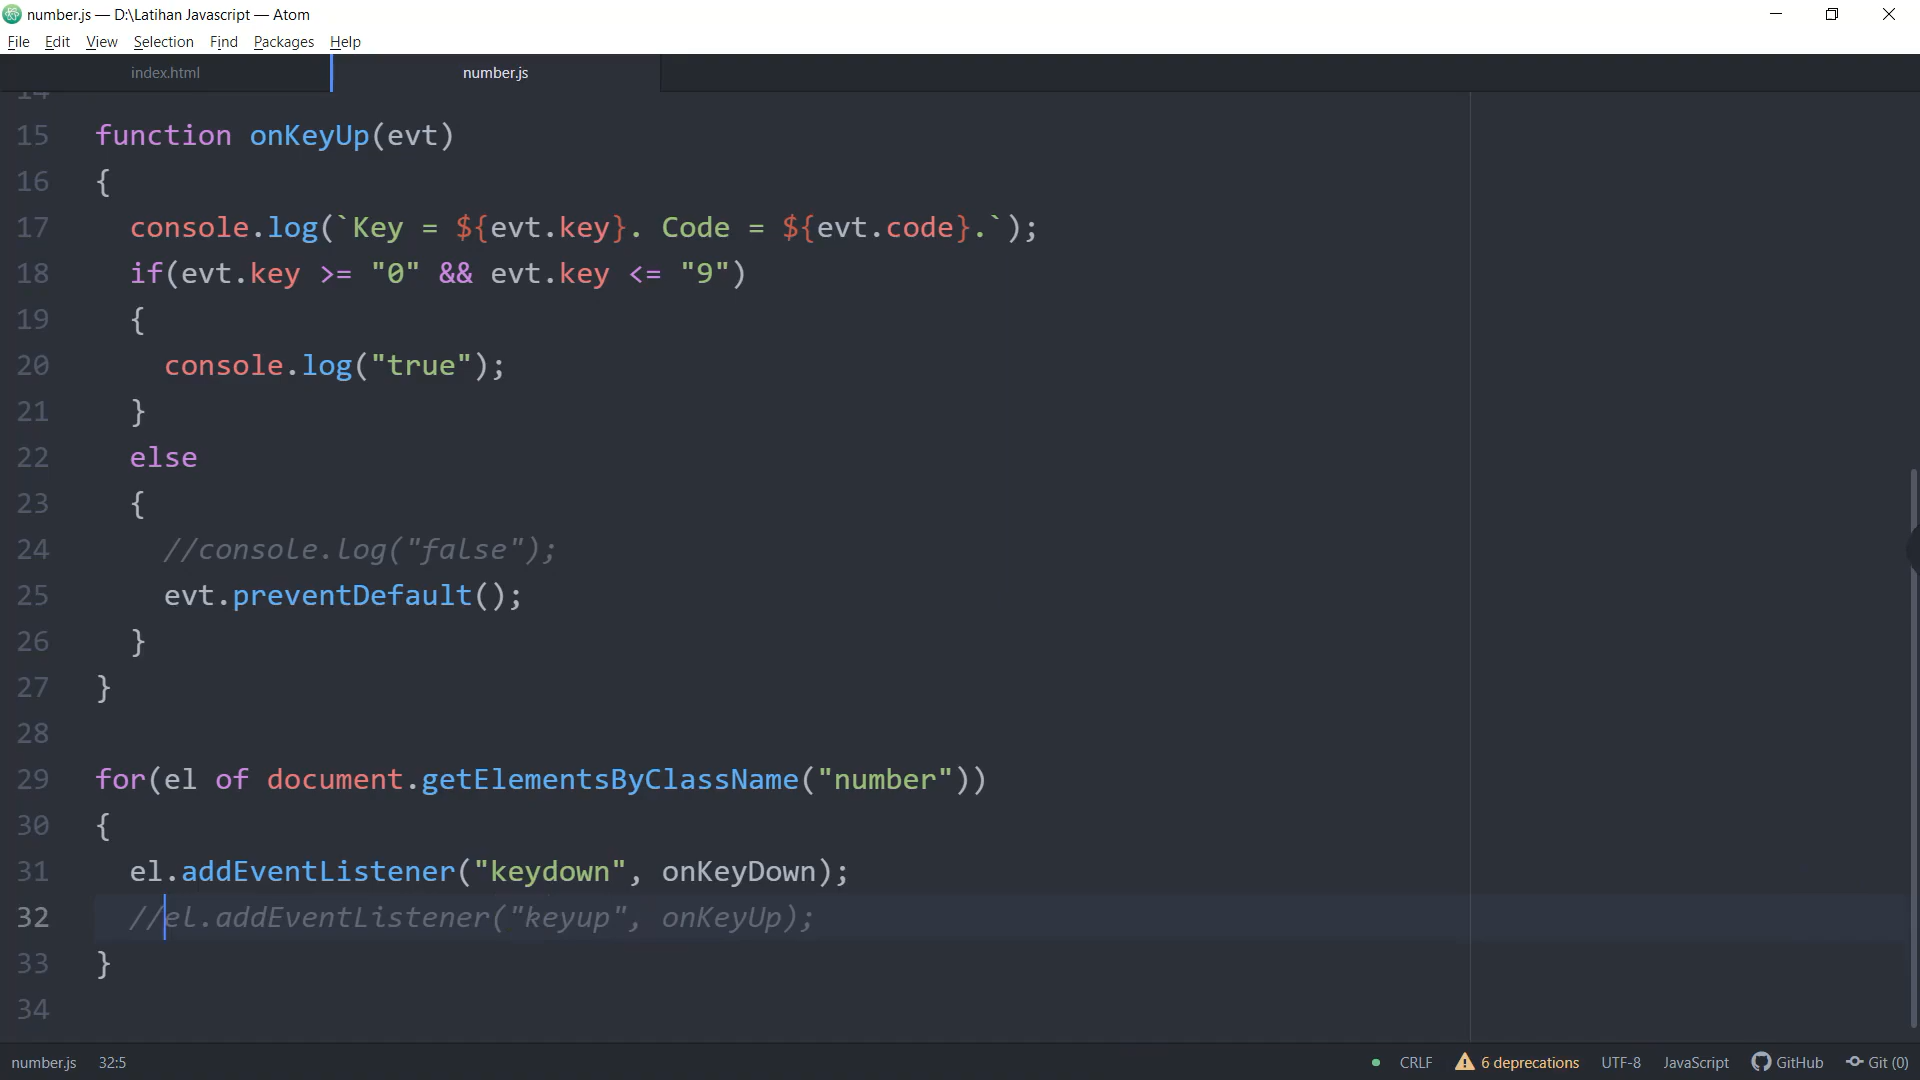 number.js — D:\Latihan Javascript — Atom
File Edit View Selection Find Packages Help
index.html number.js
14
15 function onKeyUp(evt)
16 {
17 console.log(`Key = ${evt.key}. Code = ${evt.code}.`);
18 if(evt.key >= "0" && evt.key <= "9")
19 {
20 console.log("true");
21 }
22 else
23 {
24 //console.log("false");
25 evt.preventDefault();
26 }
27 }
28
29 for(el of document.getElementsByClassName("number"))
30 {
31 el.addEventListener("keydown", onKeyDown);
32 //el.addEventListener("keyup", onKeyUp);
33 }
34
number.js 32:5 CRLF 6 deprecations UTF-8 JavaScript GitHub Git (0)